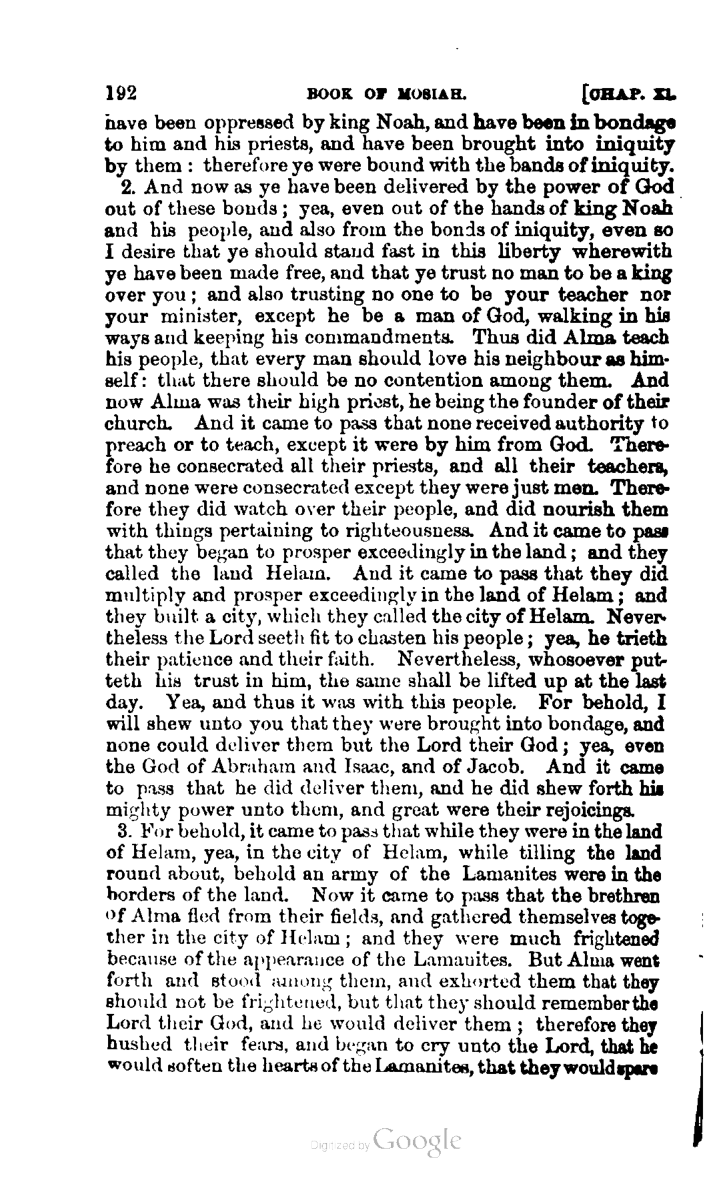 192 BOOK OF MOSIAH. [CHAP. XI.
have been oppressed by king Noah, and have been in bondage
to him and his priests, and have been brought into iniquity
by them : therefore ye were bound with the bands of iniquity.
2. And now as ye have been delivered by the power of God
out of these bonds ; yea, even out of the hands of king Noah
and his people, and also from the bonds of iniquity, even so
I desire that ye should stand fast in this liberty wherewith
ye have been made free, and that ye trust no man to be a king
over you ; and also trusting no one to be your teacher nor
your minister, except he be a man of God, walking in his
ways and keeping his commandments. Thus did Alma teach
his people, that every man should love his neighbour as him-
self : that there should be no contention among them. And
now Alma was their high priest, he being the founder of their
church. And it came to pass that none received authority to
preach or to teach, except it were by him from God. There-
fore he consecrated all their priests, and all their teachers,
and none were consecrated except they were just men. There-
fore they did watch over their people, and did nourish them
with things pertaining to righteousness. And it came to pass
that they began to prosper exceedingly in the land ; and they
called the land Helam. And it came to pass that they did
multiply and prosper exceedingly in the land of Helam ; and
they built a city, which they called the city of Helam. Never-
theless the Lord seeth fit to chasten his people ; yea, he trieth
their patience and their faith. Nevertheless, whosoever put-
teth his trust in him, the same shall be lifted up at the last
day. Yea, and thus it was with this people. For behold, I
will shew unto you that they were brought into bondage, and
none could deliver them but the Lord their God ; yea, even
the God of Abraham and Isaac, and of Jacob. And it came
to pass that he did deliver them, and he did shew forth his
mighty power unto them, and great were their rejoicings.
3. For behold, it came to pass that while they were in the land
of Helam, yea, in the city of Helam, while tilling the land
round about, behold an army of the Lamanites were in the
borders of the land. Now it came to pass that the brethren
of Alma fled from their fields, and gathered themselves toge-
ther in the city of Helam ; and they were much frightened
because of the appearance of the Lamanites. But Alma went
forth and stood among them, and exhorted them that they
should not be frightened, but that they should remember the
Lord their God, and he would deliver them ; therefore they
hushed their fears, and began to cry unto the Lord, that he
would soften the hearts of the Lamanites, that they would spare
Digitized by Google